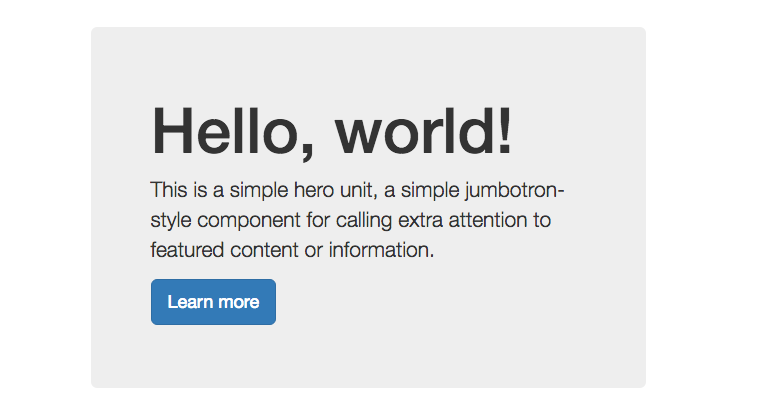 Hello, world!
This is a simple hero unit, a simple jumbotron-
style component for calling extra attention to
featured content or information.
Learn more